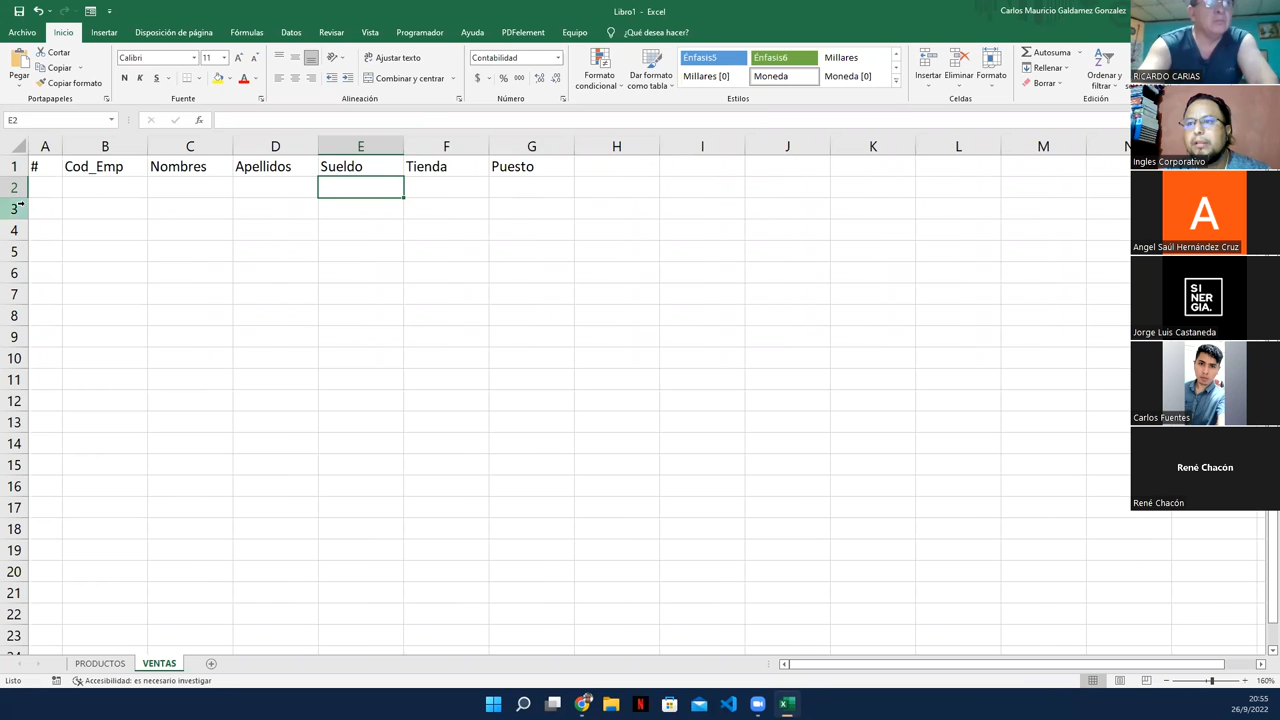 Libro1 - Excel
Carlos Mauricio Galdamez Gonzalez
Archivo Inicio Insertar Disposición de página Fórmulas Datos Revisar Vista Programador Ayuda PDFelement Equipo ¿Qué desea hacer?
Pegar
Cortar
Copiar
Copiar formato
Portapapeles
Calibri 11
N K S
Fuente
Ajustar texto
Combinar y centrar
Alineación
Contabilidad
$ % 000
Número
Formato condicional
Dar formato como tabla
Énfasis5 Énfasis6 Millares
Millares [0] Moneda Moneda [0]
Estilos
Insertar Eliminar Formato
Celdas
Autosuma
Rellenar
Borrar
Ordenar y filtrar
Edición
E2
fx
A B C D E F G H I J K L M N
1 # Cod_Emp Nombres Apellidos Sueldo Tienda Puesto
2
3
4
5
6
7
8
9
10
11
12
13
14
15
16
17
18
19
20
21
22
23
PRODUCTOS VENTAS
Listo Accesibilidad: es necesario investigar 160%
RICARDO CARIAS
Ingles Corporativo
A
Angel Saúl Hernández Cruz
SI
NER
GIA.
Jorge Luis Castaneda
Carlos Fuentes
René Chacón
René Chacón
20:55
26/9/2022